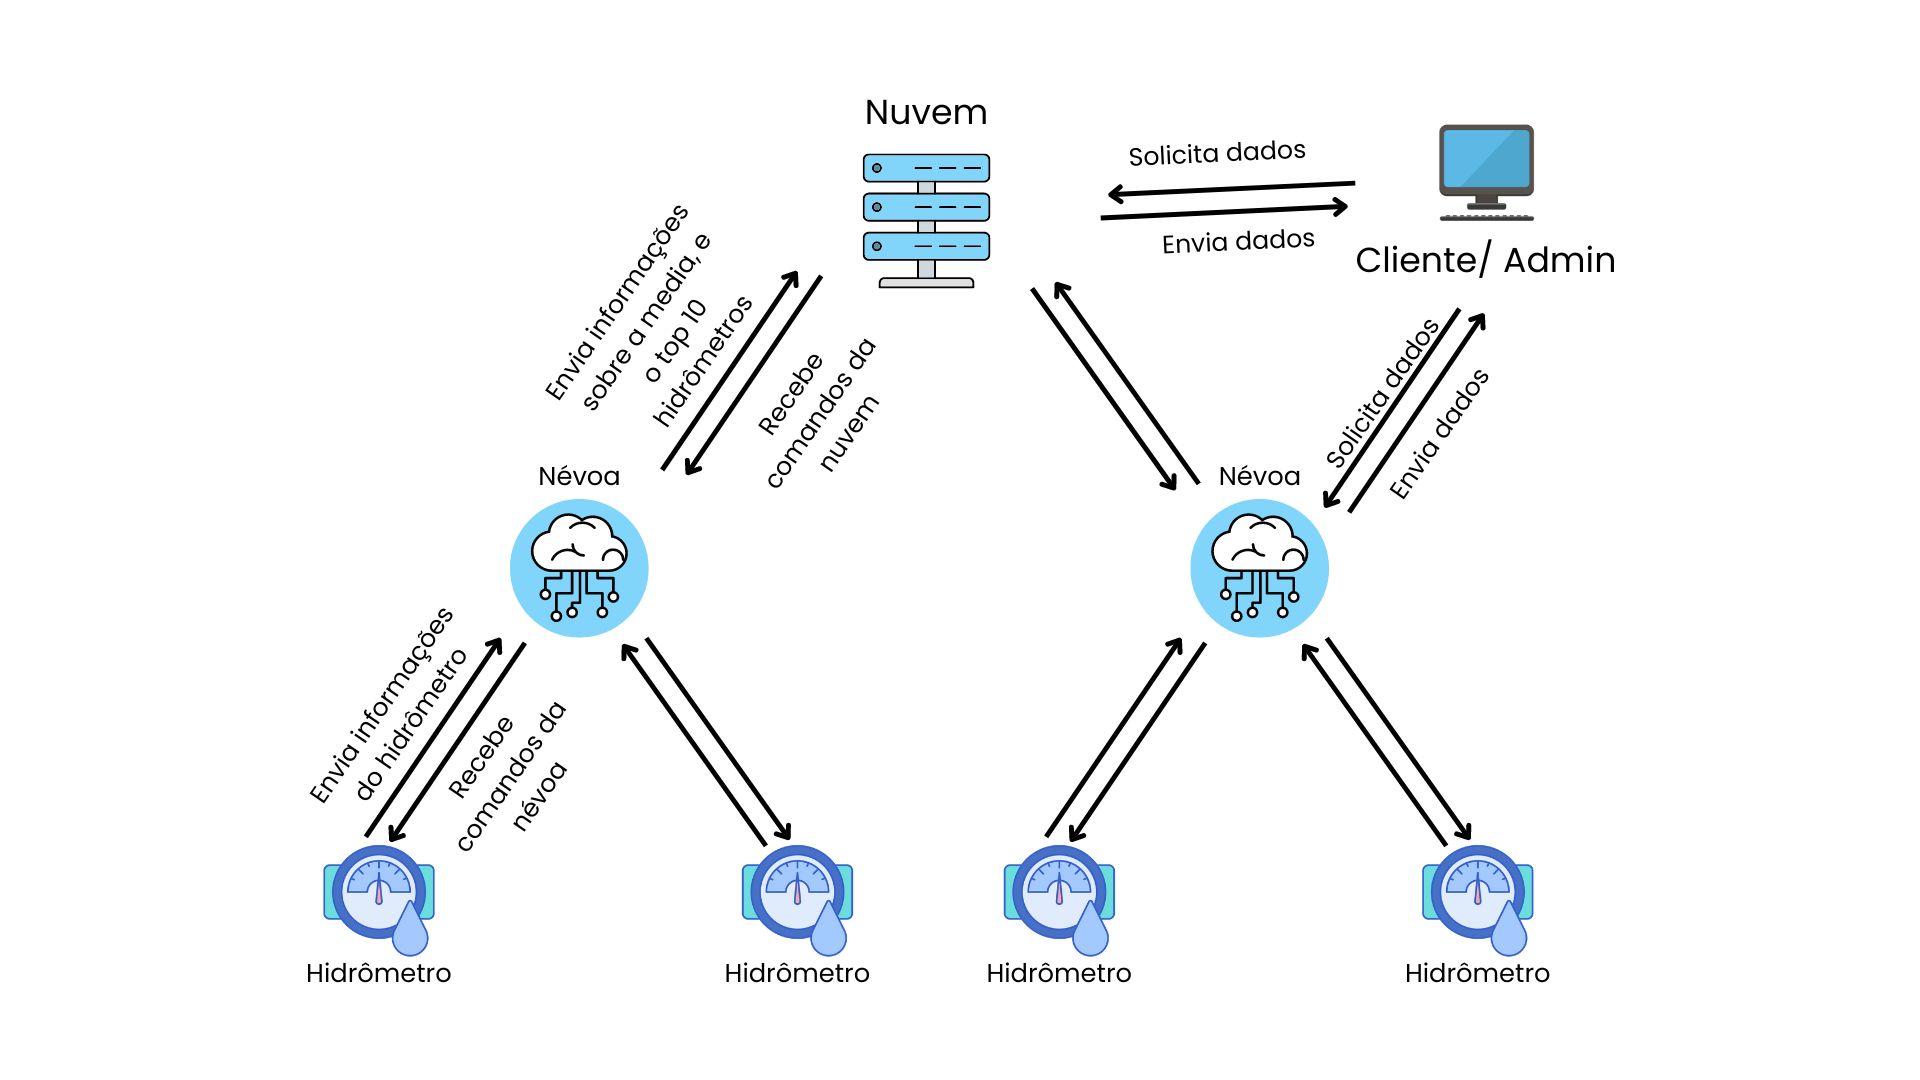 Nuvem
Solicita dados
Envia dados
Cliente/ Admin
Envia informações
sobre a media, e
o top 10
hidrômetros
Recebe
comandos da
nuvem
Solicita dados
Envia dados
Névoa
Névoa
Envia informações
do hidrômetro
Recebe
comandos da
névoa
Hidrômetro
Hidrômetro
Hidrômetro
Hidrômetro